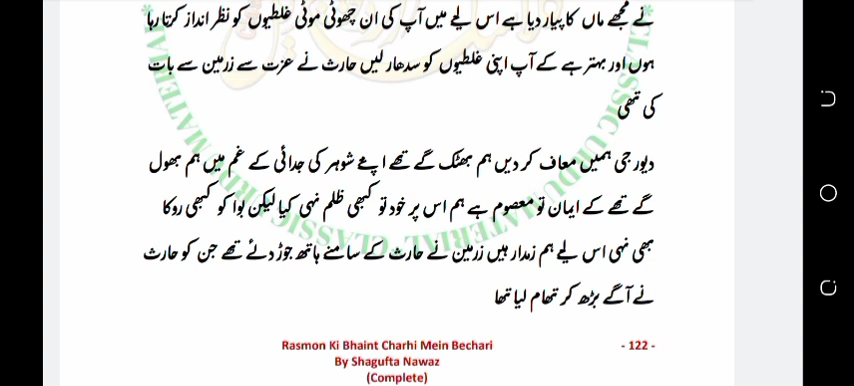 نے مجھے ماں کا پیار دیا ہے اس لیے میں آپ کی ان چھوٹی موٹی غلطیوں کو نظر انداز کرتا رہا
ہوں اور بہتر ہے کے آپ اپنی غلطیوں کو سدھار لیں حارث نے عزت سے زرمین سے بات
کی تھی
دیور جی ہمیں معاف کر دیں ہم بھٹک گے تھے اپنے شوہر کی جدائی کے غم میں ہم بھول
گے تھے کے ایمان تو معصوم ہے ہم اس پر خود تو کبھی ظلم نہی کیا لیکن بوا کو کبھی روکا
بھی نہی اس لیے ہم زمدار ہیں زرمین نے حارث کے سامنے ہاتھ جوڑ دئے تھے جن کو حارث
نے آگے بڑھ کر تھام لیا تھا
Rasmon Ki Bhaint Charhi Mein Bechari - 122 -
By Shagufta Nawaz
(Complete)
CLASSIC URDU MATERIAL